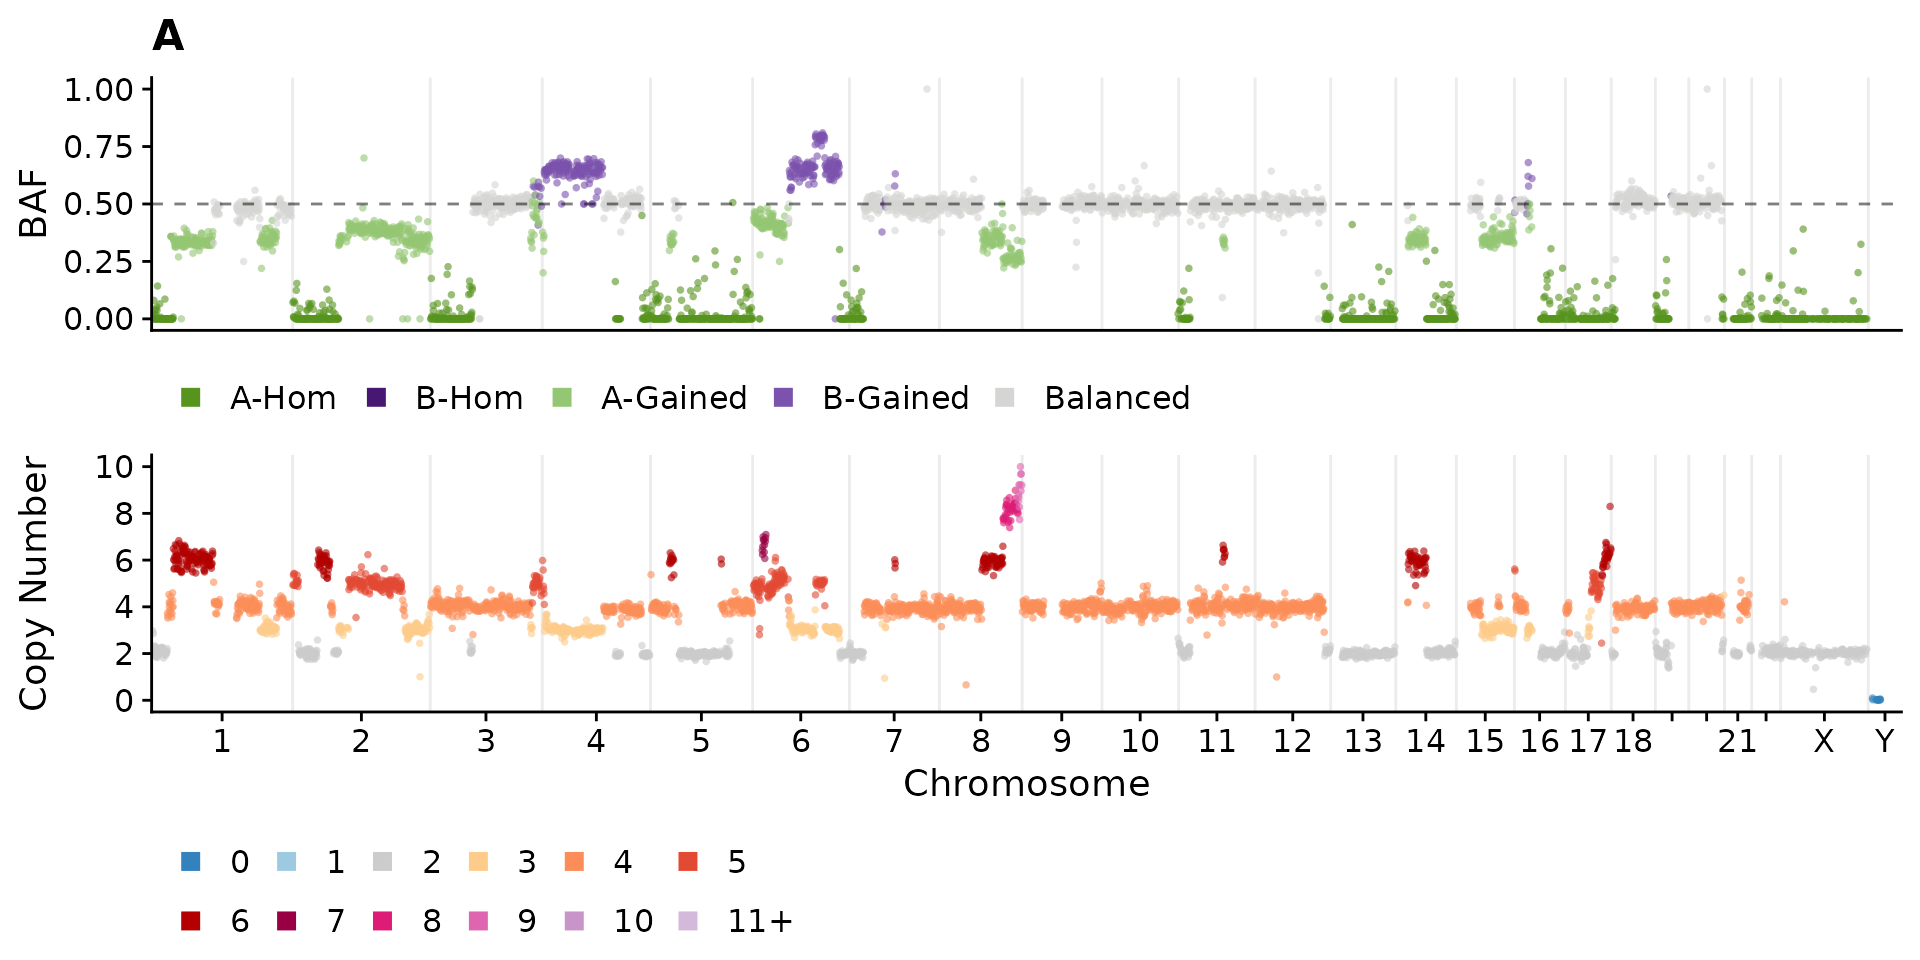 A
1.00
0.75
0.50
0.25
0.00
BAF
A-Hom B-Hom A-Gained B-Gained Balanced
10
8
6
4
2
0
Copy Number
1 2 3 4 5 6 7 8 9 10 11 12 13 14 15 16 17 18 21 X Y
Chromosome
0 1 2 3 4 5
6 7 8 9 10 11+